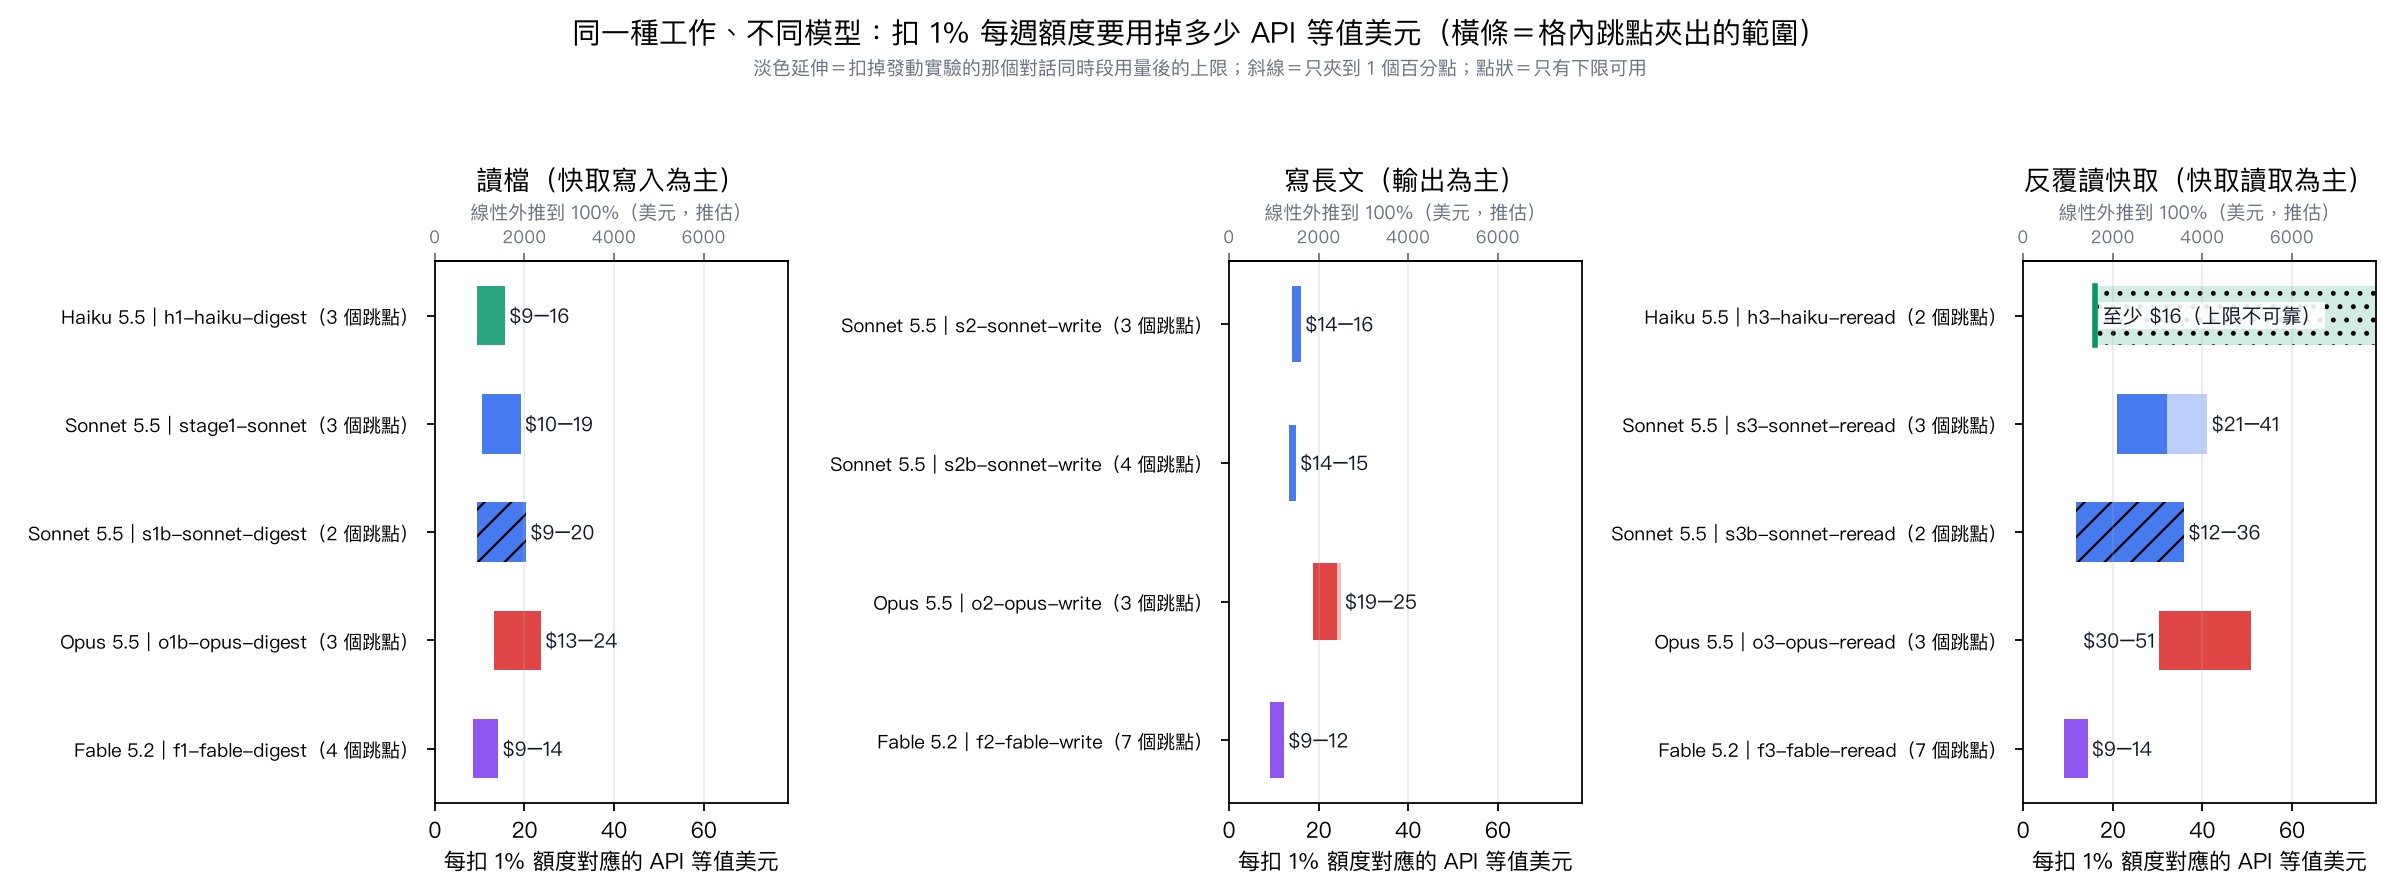 同一種工作、不同模型：扣 1% 每週額度要用掉多少 API 等值美元（橫條＝格內跳點夾出的範圍）
淡色延伸＝扣掉發動實驗的那個對話同時段用量後的上限；斜線＝只夾到 1 個百分點；點狀＝只有下限可用
讀檔（快取寫入為主）
線性外推到 100%（美元，推估）
0 2000 4000 6000
Haiku 5.5｜h1–haiku–digest（3 個跳點） $9–16
Sonnet 5.5｜stage1–sonnet（3 個跳點） $10–19
Sonnet 5.5｜s1b–sonnet–digest（2 個跳點） $9–20
Opus 5.5｜o1b–opus–digest（3 個跳點） $13–24
Fable 5.2｜f1–fable–digest（4 個跳點） $9–14
0 20 40 60
每扣 1% 額度對應的 API 等值美元
寫長文（輸出為主）
線性外推到 100%（美元，推估）
0 2000 4000 6000
Sonnet 5.5｜s2–sonnet–write（3 個跳點） $14–16
Sonnet 5.5｜s2b–sonnet–write（4 個跳點） $14–15
Opus 5.5｜o2–opus–write（3 個跳點） $19–25
Fable 5.2｜f2–fable–write（7 個跳點） $9–12
0 20 40 60
每扣 1% 額度對應的 API 等值美元
反覆讀快取（快取讀取為主）
線性外推到 100%（美元，推估）
0 2000 4000 6000
Haiku 5.5｜h3–haiku–reread（2 個跳點） 至少 $16（上限不可靠）
Sonnet 5.5｜s3–sonnet–reread（3 個跳點） $21–41
Sonnet 5.5｜s3b–sonnet–reread（2 個跳點） $12–36
Opus 5.5｜o3–opus–reread（3 個跳點） $30–51
Fable 5.2｜f3–fable–reread（7 個跳點） $9–14
0 20 40 60
每扣 1% 額度對應的 API 等值美元